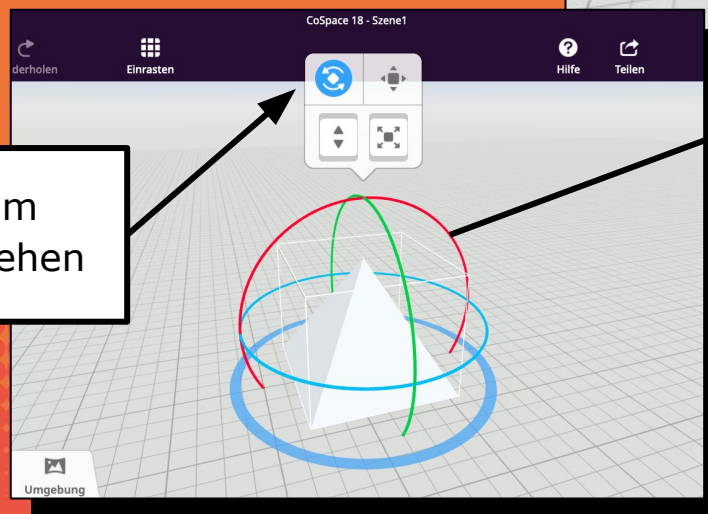 CoSpace 18 - Szene1
derholen
Einrasten
Hilfe
Teilen
m
ehen
Umgebung